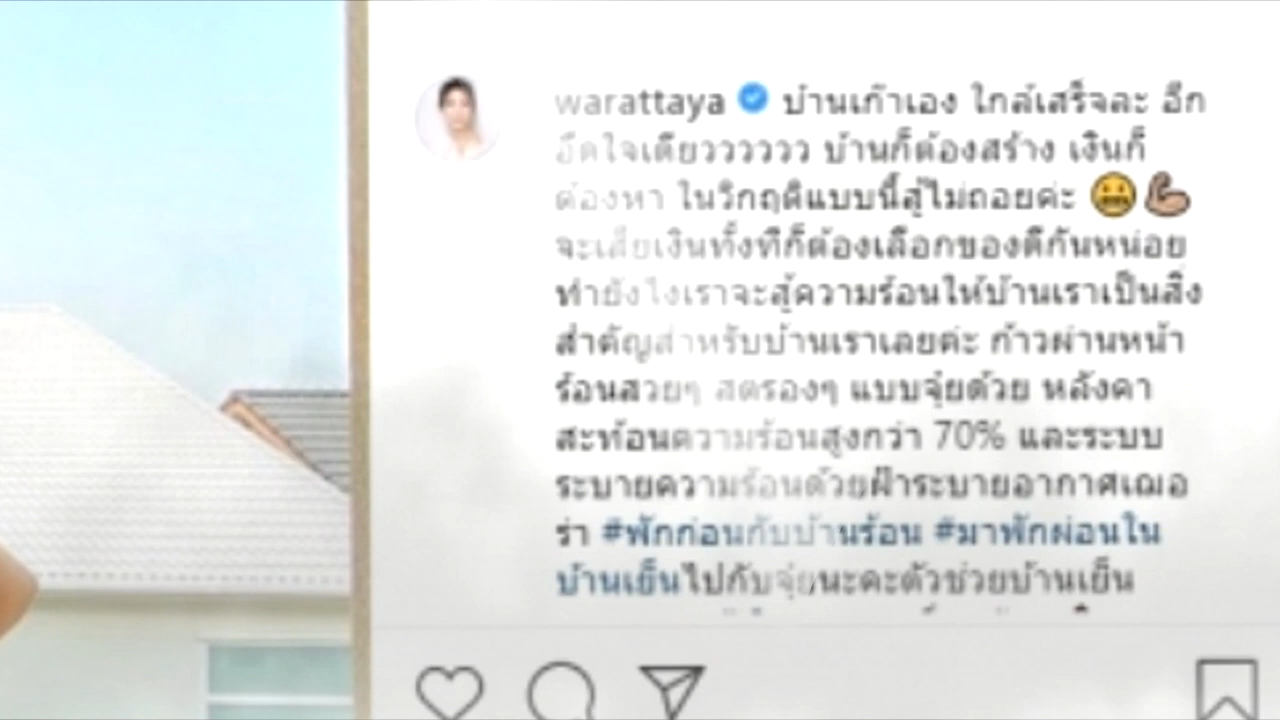 warattaya บ้านเก๊าเอง ใกล้เสร็จละ อีก
อึดใจเดียวววววว บ้านก็ต้องสร้าง เงินก็
ต้องหา ในวิกฤติแบบนี้สู้ไม่ถอยค่ะ 😬💪🏼
จะเสียเงินทั้งทีก็ต้องเลือกของดีกันหน่อย
ทำยังไงเราจะสู้ความร้อนให้บ้านเราเป็นสิ่ง
สำคัญสำหรับบ้านเราเลยค่ะ ก้าวผ่านหน้า
ร้อนสวยๆ สตรองๆ แบบจุ๋ยด้วย หลังคา
สะท้อนความร้อนสูงกว่า 70% และระบบ
ระบายความร้อนด้วยฝ้าระบายอากาศเฌอ
ร่า #พักก่อนกับบ้านร้อน #มาพักผ่อนใน
บ้านเย็นไปกับจุ๋ยนะคะตัวช่วยบ้านเย็น